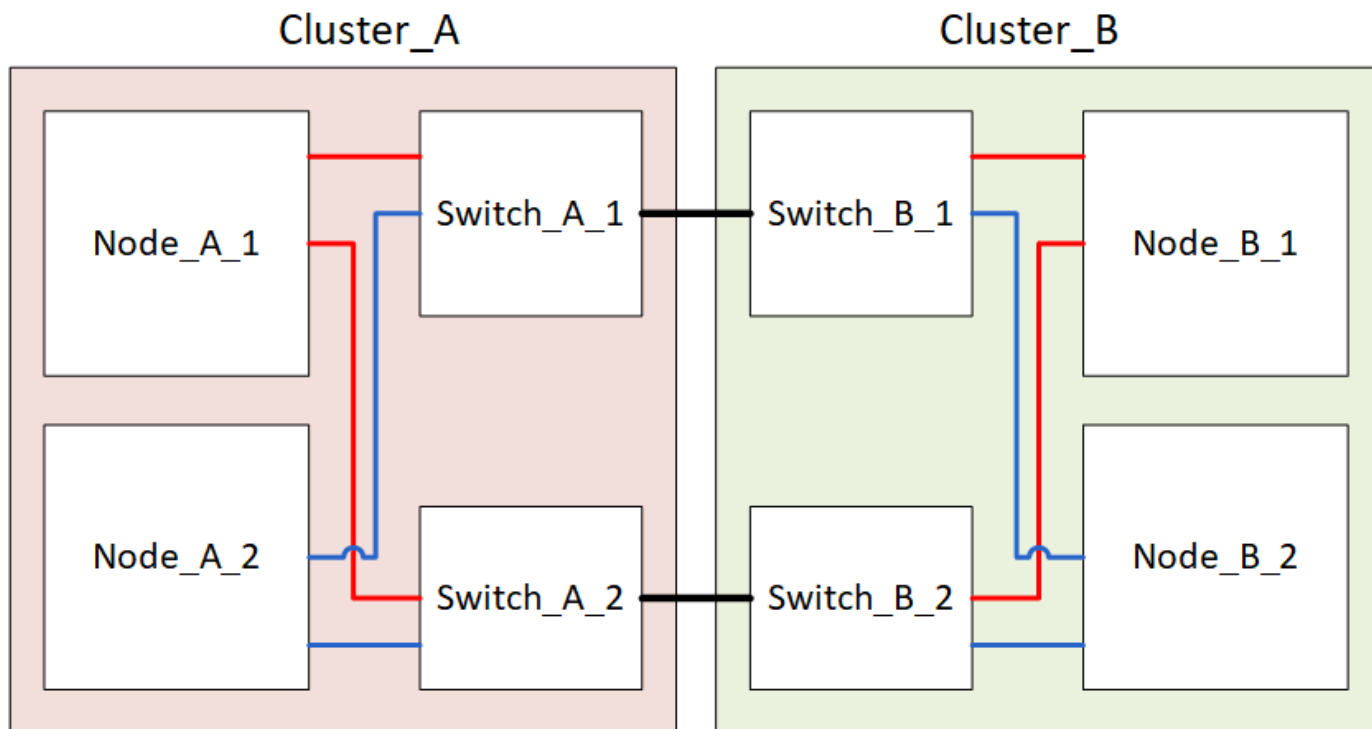 Cluster_A
Cluster_B
Node_A_1
Switch_A_1
Switch_B_1
Node_B_1
Node_A_2
Switch_A_2
Switch_B_2
Node_B_2